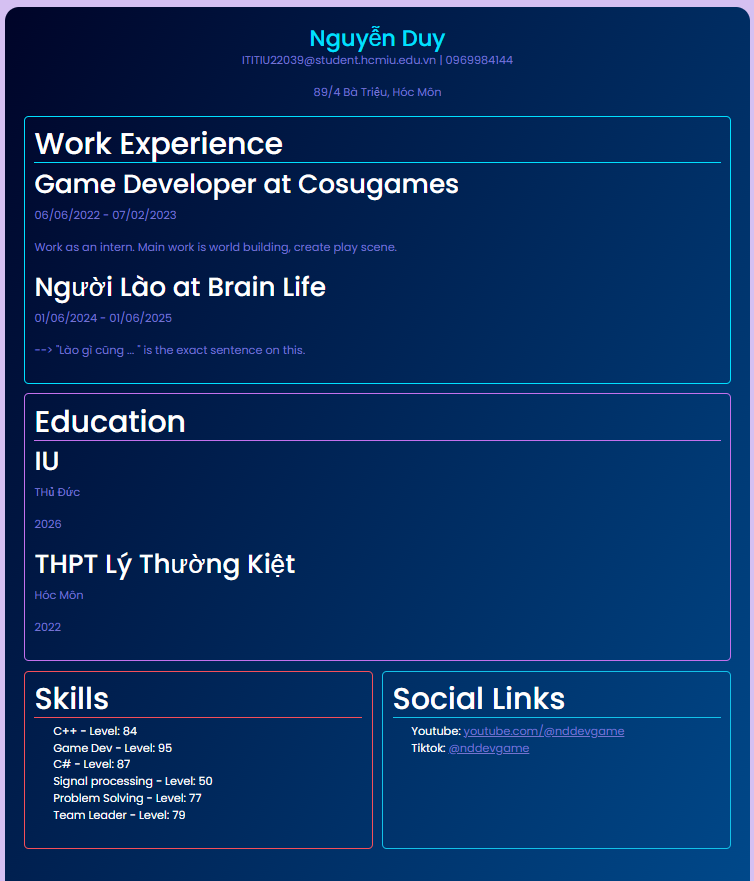 Nguyễn Duy
ITITIU22039@student.hcmiu.edu.vn | 0969984144
89/4 Bà Triệu, Hóc Môn
Work Experience
Game Developer at Cosugames
06/06/2022 - 07/02/2023
Work as an intern. Main work is world building, create play scene.
Người Lào at Brain Life
01/06/2024 - 01/06/2025
--> "Lào gì cũng ... " is the exact sentence on this.
Education
IU
THủ Đức
2026
THPT Lý Thường Kiệt
Hóc Môn
2022
Skills
C++ - Level: 84
Game Dev - Level: 95
C# - Level: 87
Signal processing - Level: 50
Problem Solving - Level: 77
Team Leader - Level: 79
Social Links
Youtube: youtube.com/@nddevgame
Tiktok: @nddevgame